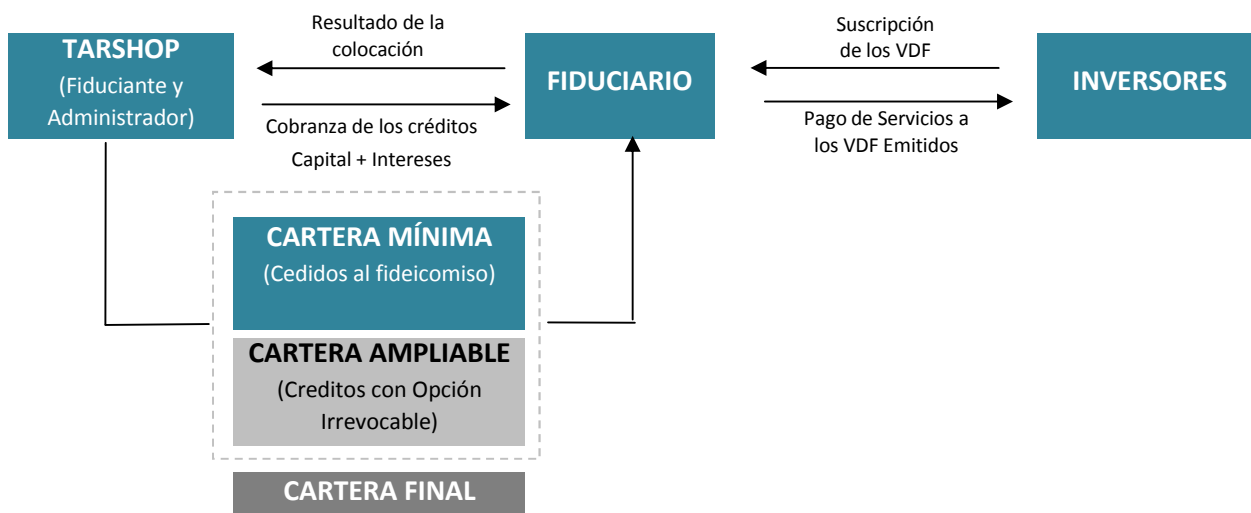 TARSHOP
(Fiduciante y
Administrador)
Resultado de la
colocación
Cobranza de los créditos
Capital + Intereses
FIDUCIARIO
Suscripción
de los VDF
Pago de Servicios a
los VDF Emitidos
INVERSORES
CARTERA MÍNIMA
(Cedidos al fideicomiso)
CARTERA AMPLIABLE
(Creditos con Opción
Irrevocable)
CARTERA FINAL